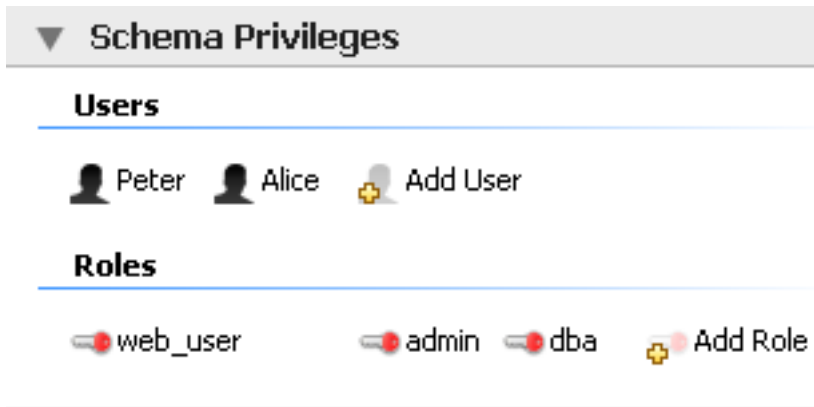 Schema Privileges
Users
Peter Alice Add User
Roles
web_user admin dba Add Role